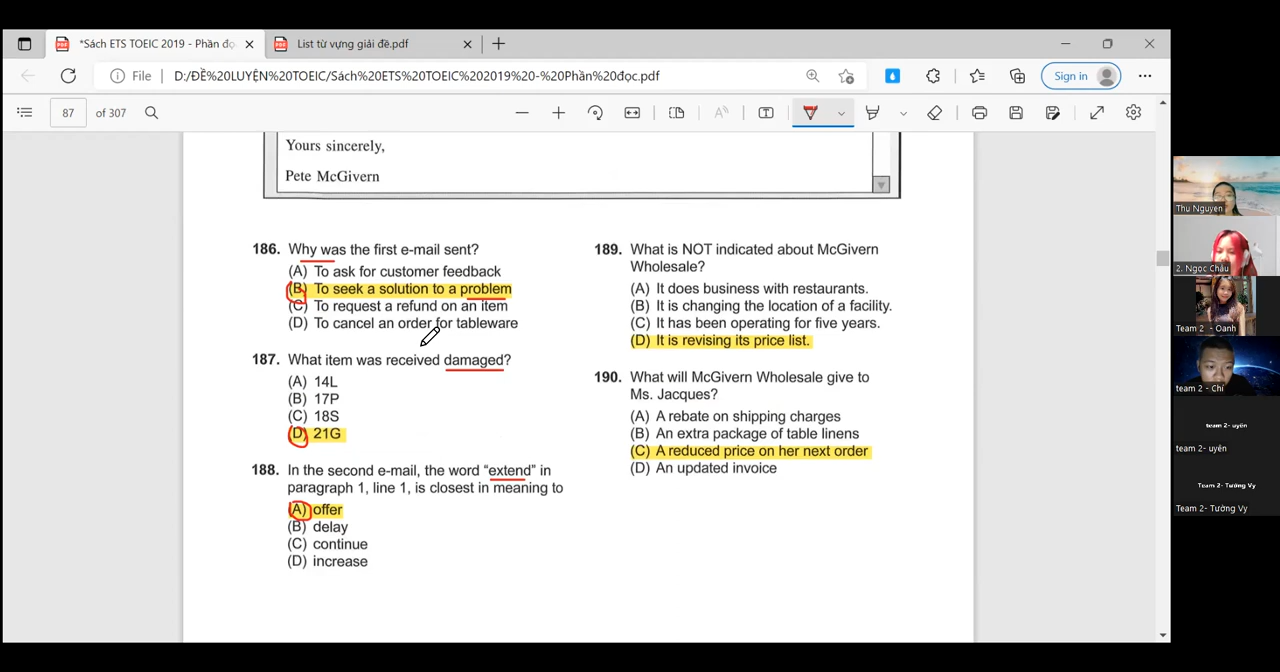 *Sách ETS TOEIC 2019 - Phần đọc
List từ vựng giải đề.pdf
File
D:/ĐỀ%20LUYỆN%20TOEIC/Sách%20ETS%20TOEIC%202019%20-%20Phần%20đọc.pdf
Sign in
87 of 307
Yours sincerely,
Pete McGivern
186. Why was the first e-mail sent?
(A) To ask for customer feedback
(B) To seek a solution to a problem
(C) To request a refund on an item
(D) To cancel an order for tableware
187. What item was received damaged?
(A) 14L
(B) 17P
(C) 18S
(D) 21G
188. In the second e-mail, the word “extend” in
paragraph 1, line 1, is closest in meaning to
(A) offer
(B) delay
(C) continue
(D) increase
189. What is NOT indicated about McGivern
Wholesale?
(A) It does business with restaurants.
(B) It is changing the location of a facility.
(C) It has been operating for five years.
(D) It is revising its price list.
190. What will McGivern Wholesale give to
Ms. Jacques?
(A) A rebate on shipping charges
(B) An extra package of table linens
(C) A reduced price on her next order
(D) An updated invoice
Thu Nguyen
2. Ngọc Châu
Team 2 - Oanh
team 2 - Chí
team 2- uyên
team 2- uyên
Team 2- Tường Vy
Team 2- Tường Vy